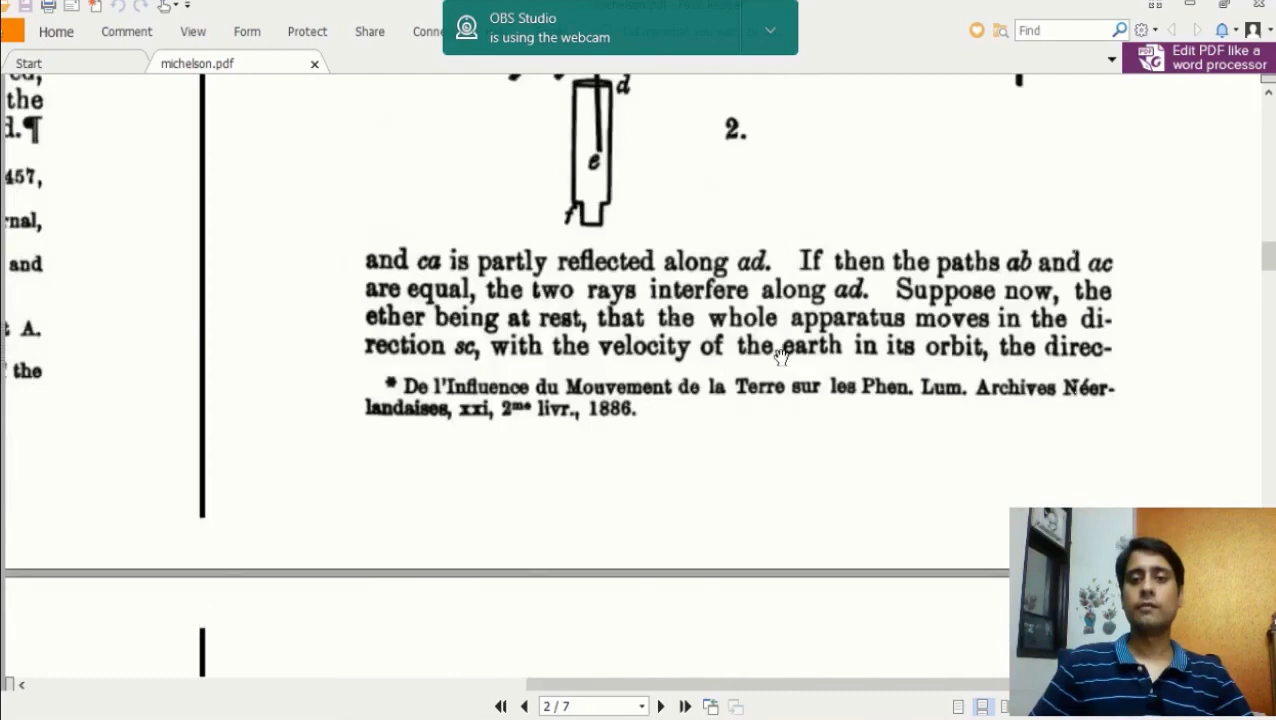 OBS Studio
is using the webcam
Home Comment View Form Protect Share
Find
Edit PDF like a
word processor
Start
michelson.pdf
the
d.¶
457,
nal,
and
t A.
the
d
e
f
2.
and ca is partly reflected along ad. If then the paths ab and ac
are equal, the two rays interfere along ad. Suppose now, the
ether being at rest, that the whole apparatus moves in the di-
rection sc, with the velocity of the earth in its orbit, the direc-
* De l'Influence du Mouvement de la Terre sur les Phen. Lum. Archives Néer-
landaises, xxi, 2me livr., 1886.
2 / 7